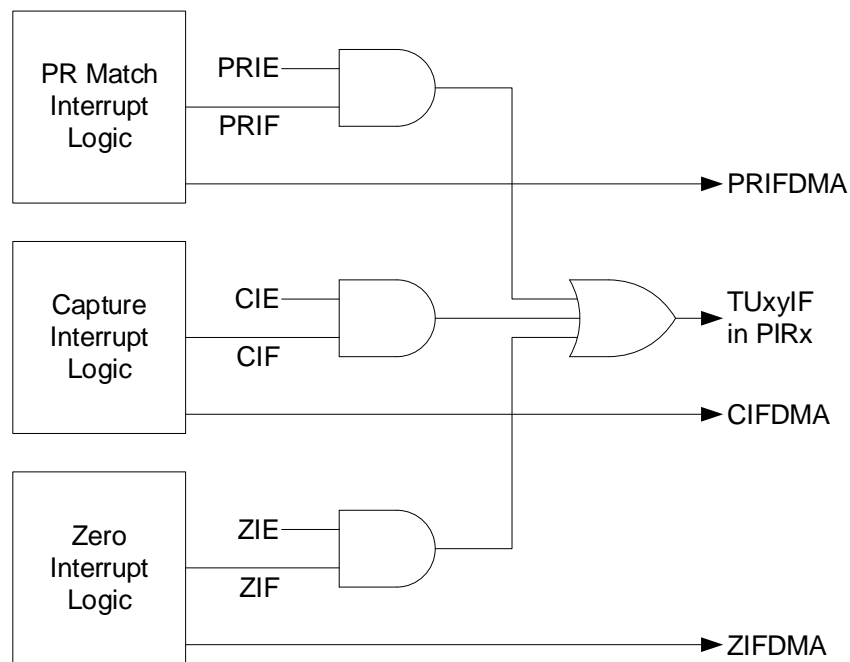 PR Match
Interrupt
Logic
PRIE
PRIF
PRIFDMA
Capture
Interrupt
Logic
CIE
CIF
TUxyIF
in PIRx
CIFDMA
Zero
Interrupt
Logic
ZIE
ZIF
ZIFDMA